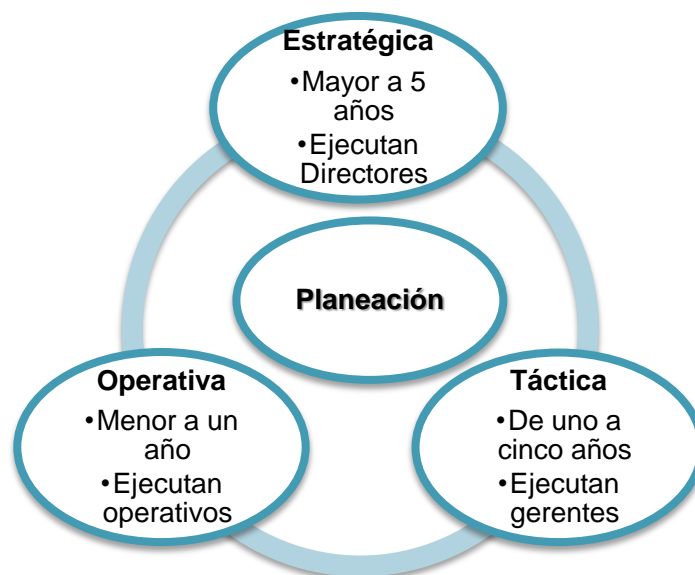 Estratégica
•Mayor a 5
años
•Ejecutan
Directores
Planeación
Operativa
•Menor a un
año
•Ejecutan
operativos
Táctica
•De uno a
cinco años
•Ejecutan
gerentes